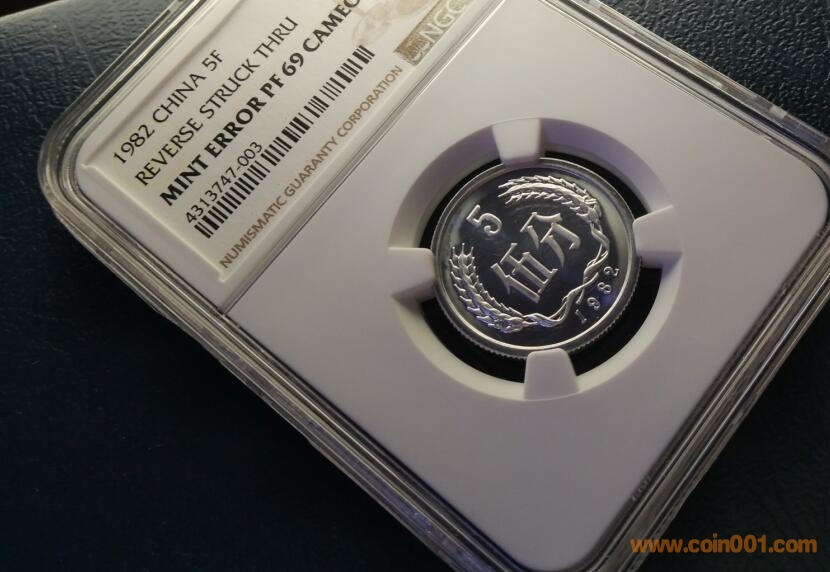 1982 CHINA 5F
REVERSE STRUCK THRU
MINT ERROR PF 69 CAMEO
4313747-003
NUMISMATIC GUARANTY CORPORATION
NGC
5
伍分
1982
www.coin001.com